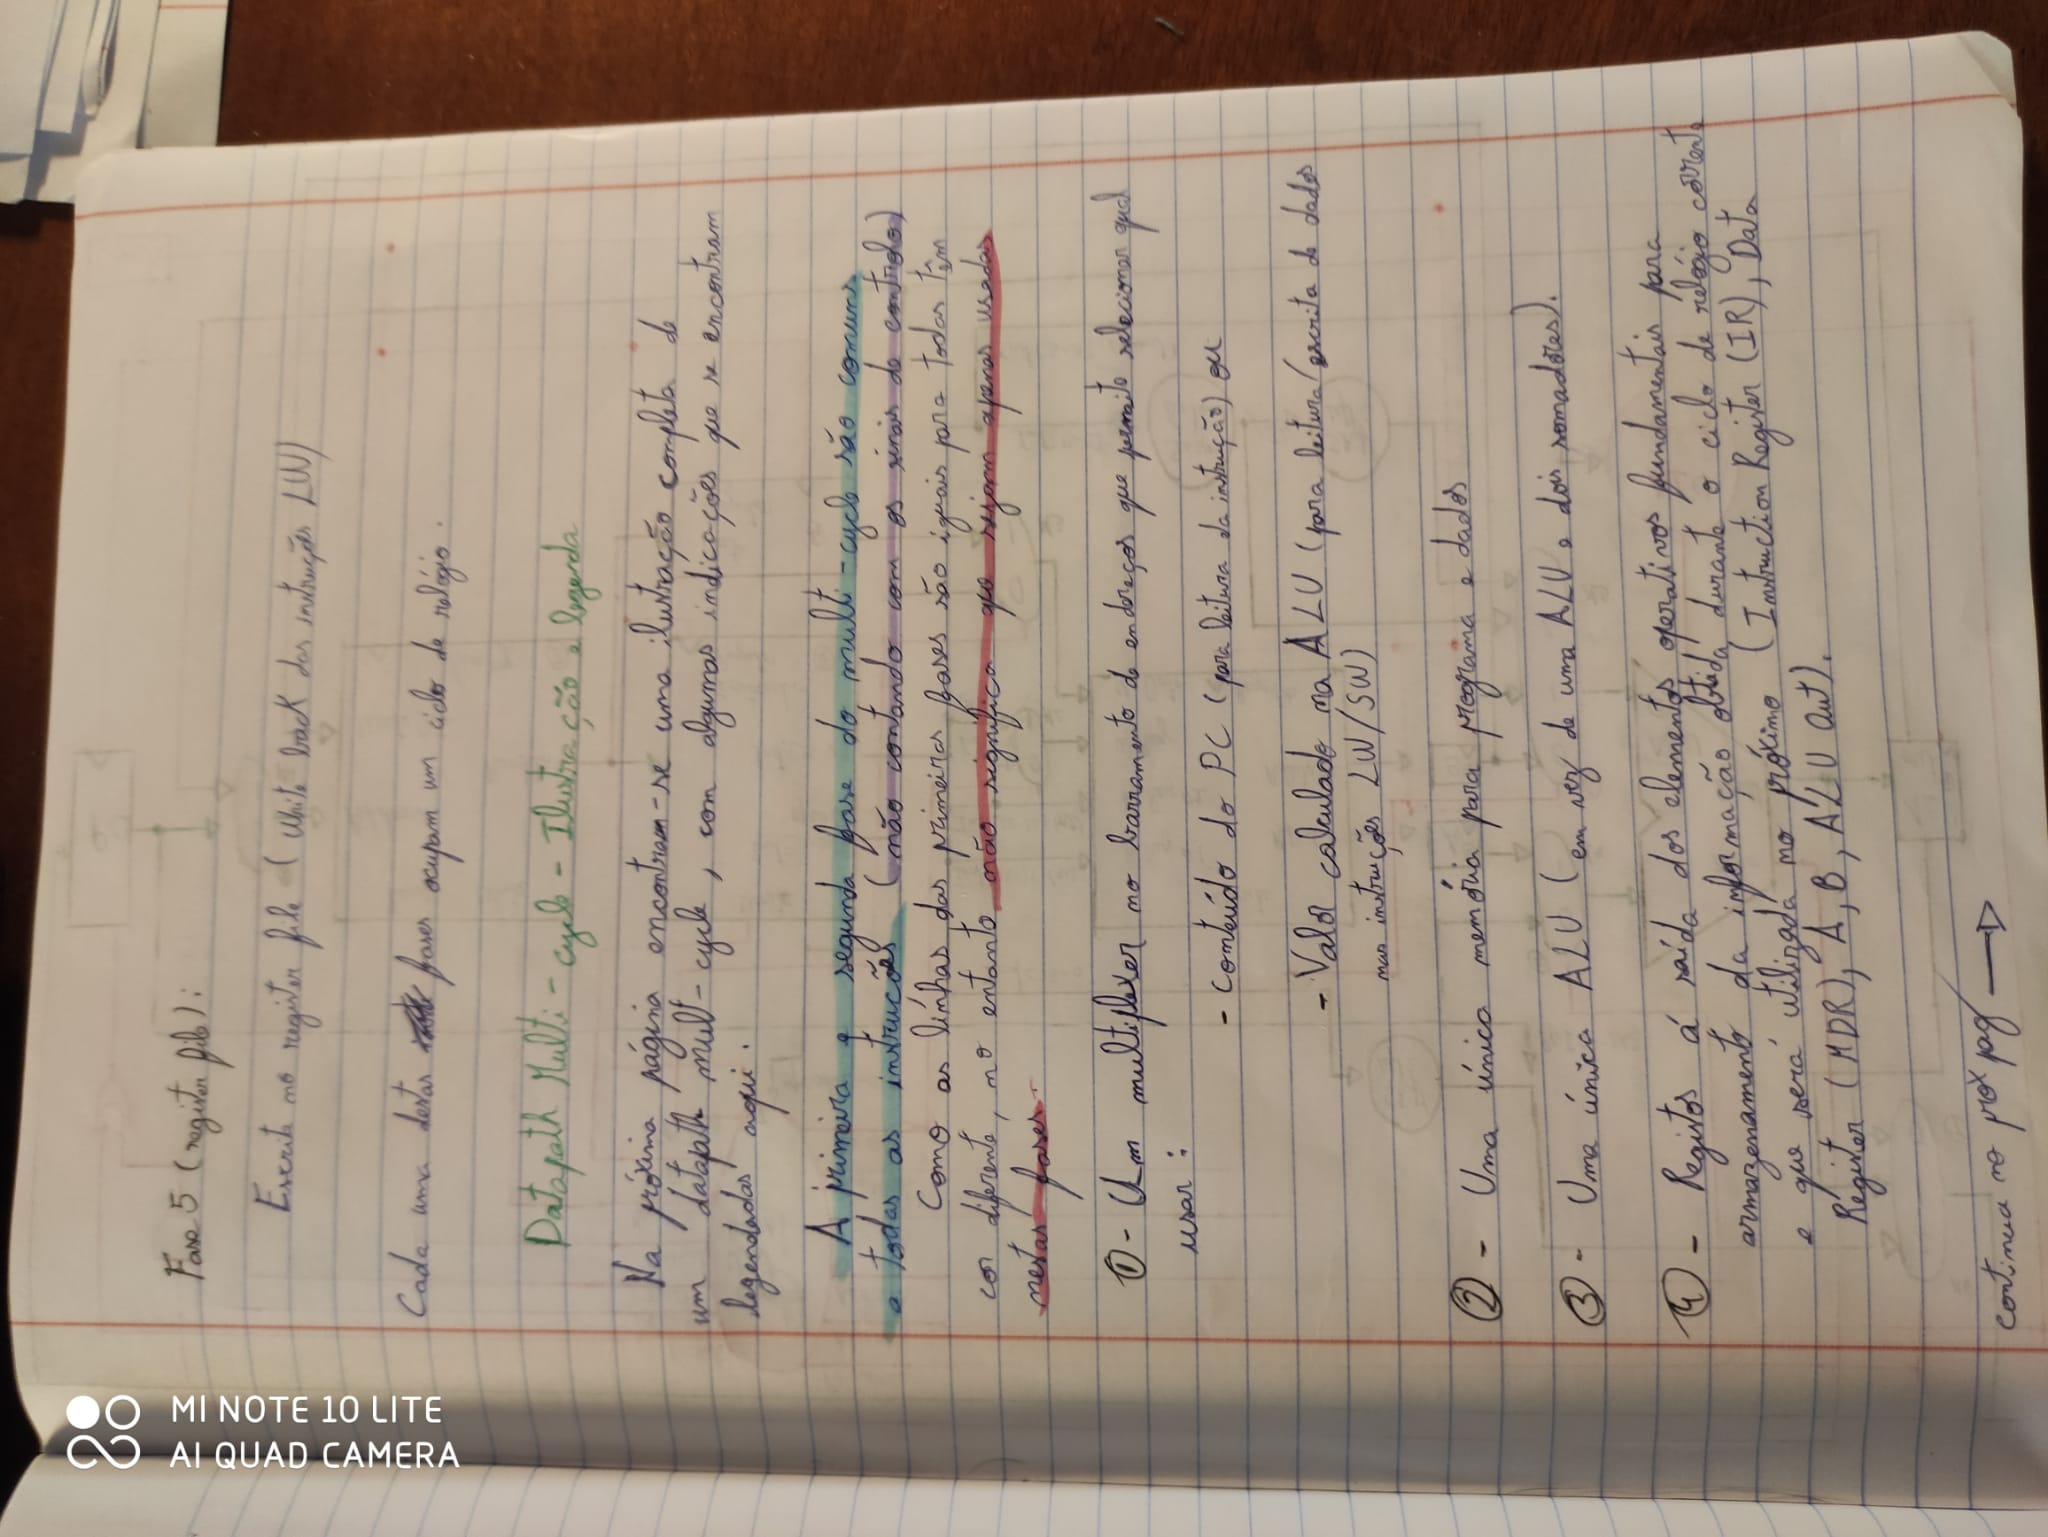 Fase 5 (register file):
Escrita no register file (White back das instruções LW)
Cada uma destas fases ocupam um ciclo de relógio.
Datapath Multi-cycle - Ilustração e legenda
Na próxima página encontram-se uma ilustração completa de
um datapath mult-cycle, com algumas indicações que se encontram
legendadas aqui.
A primeira e segunda fase do multi-cycle são comuns
a todas as instruções (não contando com os sinais de controlo)
Como as linhas das primeiras fases são iguais para todas têm
cor diferente, no entanto não significa que sejam apenas usadas
nestas fases.
① - Um multiplexer no barramento de endereços que permite selecionar qual
usar:
- Conteúdo do PC (para leitura da instrução) ou
- Valor calculado na ALU (para leitura/escrita de dados
nas instruções LW/SW)
② - Uma única memória para programa e dados
③ - Uma única ALU (em vez de uma ALU e dois somadores).
④ - Registos á saída dos elementos operativos fundamentais para
armazenamento da informação obtida durante o ciclo de relógio corrente
e que será utilizada no próximo (Instruction Register (IR), Data
Register (MDR), A, B, ALU Out).
continua no próx pag →
MI NOTE 10 LITE
AI QUAD CAMERA